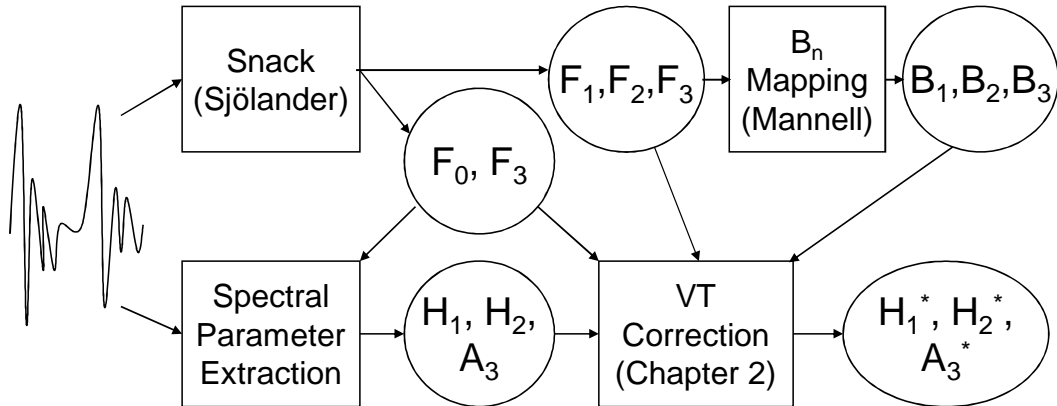 Snack
(Sjölander)
F₁,F₂,F₃
Bₙ
Mapping
(Mannell)
B₁,B₂,B₃
F₀, F₃
Spectral
Parameter
Extraction
H₁, H₂,
A₃
VT
Correction
(Chapter 2)
H₁*, H₂*,
A₃*